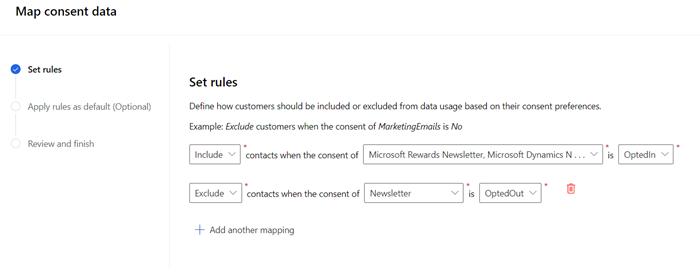 Map consent data
Set rules
Apply rules as default (Optional)
Review and finish
Set rules
Define how customers should be included or excluded from data usage based on their consent preferences.
Example: Exclude customers when the consent of MarketingEmails is No
Include * contacts when the consent of Microsoft Rewards Newsletter, Microsoft Dynamics N . . . * is OptedIn *
Exclude * contacts when the consent of Newsletter * is OptedOut *
+ Add another mapping